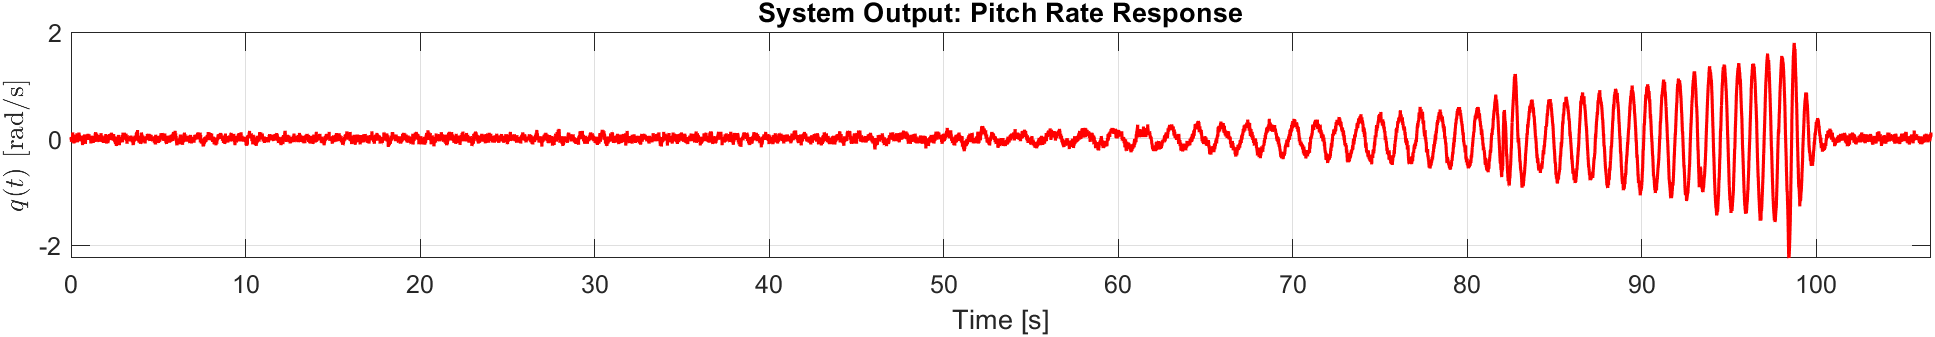 System Output: Pitch Rate Response
q(t) [rad/s]
2
0
-2
0 10 20 30 40 50 60 70 80 90 100
Time [s]